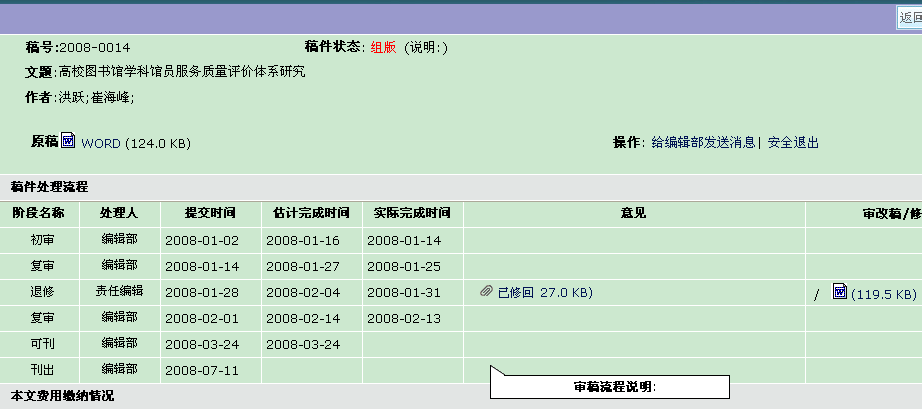 返回
稿号:2008-0014 稿件状态: 组版 (说明:)
文题:高校图书馆学科馆员服务质量评价体系研究
作者:洪跃;崔海峰;
原稿 WORD (124.0 KB) 操作: 给编辑部发送消息| 安全退出
稿件处理流程
阶段名称 处理人 提交时间 估计完成时间 实际完成时间 意见 审改稿/修
初审 编辑部 2008-01-02 2008-01-16 2008-01-14
复审 编辑部 2008-01-14 2008-01-27 2008-01-25
退修 责任编辑 2008-01-28 2008-02-04 2008-01-31 已修回 27.0 KB) / (119.5 KB)
复审 编辑部 2008-02-01 2008-02-14 2008-02-13
可刊 编辑部 2008-03-24 2008-03-24
刊出 编辑部 2008-07-11
审稿流程说明:
本文费用缴纳情况